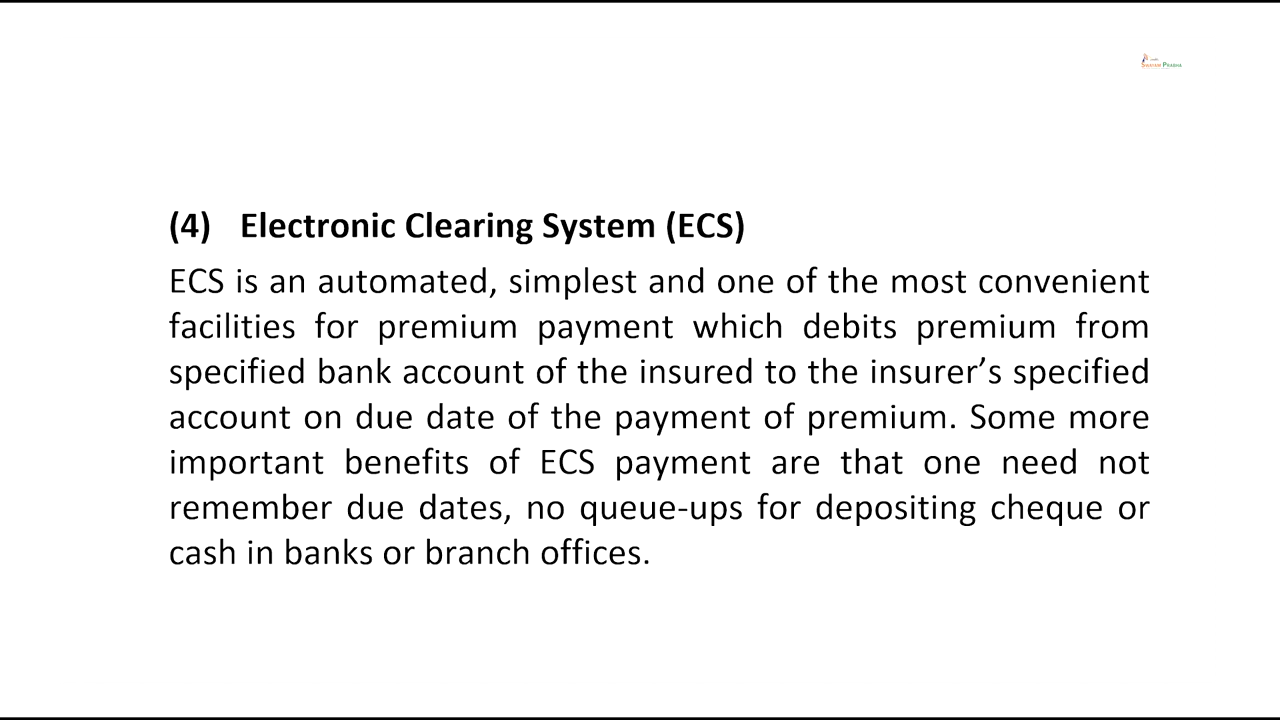 SWAYAM PRABHA
(4) Electronic Clearing System (ECS)
ECS is an automated, simplest and one of the most convenient
facilities for premium payment which debits premium from
specified bank account of the insured to the insurer’s specified
account on due date of the payment of premium. Some more
important benefits of ECS payment are that one need not
remember due dates, no queue-ups for depositing cheque or
cash in banks or branch offices.